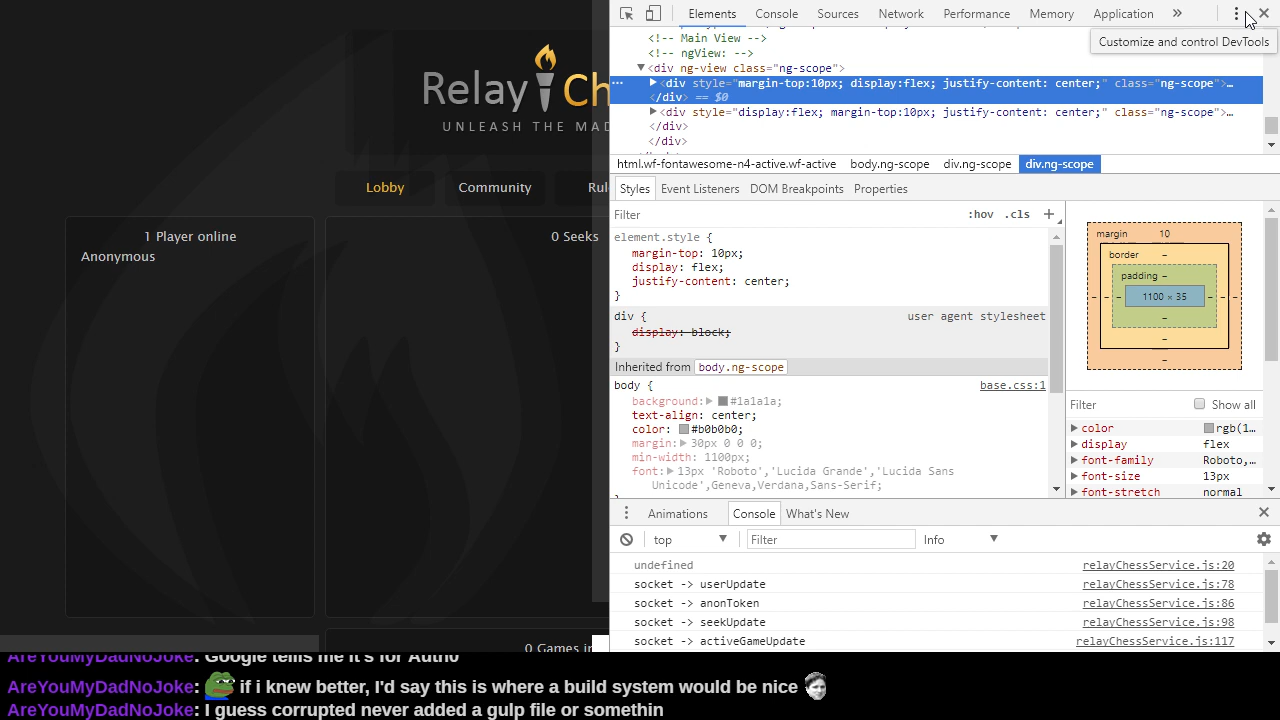 Relay Ch
UNLEASH THE MAD
Lobby Community Rul
1 Player online
Anonymous
0 Seeks
0 Games in
Elements Console Sources Network Performance Memory Application »
Customize and control DevTools
<!-- Main View -->
<!-- ngView: -->
▼<div ng-view class="ng-scope">
… ▶<div style="margin-top:10px; display:flex; justify-content: center;" class="ng-scope">…
</div> == $0
▶<div style="display:flex; margin-top:10px; justify-content: center;" class="ng-scope">…
</div>
</div>
html.wf-fontawesome-n4-active.wf-active body.ng-scope div.ng-scope div.ng-scope
Styles Event Listeners DOM Breakpoints Properties
Filter :hov .cls +
element.style {
margin-top: 10px;
display: flex;
justify-content: center;
}
div { user agent stylesheet
display: block;
}
Inherited from body.ng-scope
body { base.css:1
background:▶ #1a1a1a;
text-align: center;
color: #b0b0b0;
margin:▶30px 0 0 0;
min-width: 1100px;
font:▶13px 'Roboto','Lucida Grande','Lucida Sans
Unicode',Geneva,Verdana,Sans-Serif;
margin 10
border –
padding –
1100 × 35
Filter Show all
▶ color rgb(1…
▶ display flex
▶ font-family Roboto,…
▶ font-size 13px
▶ font-stretch normal
Animations Console What's New
top ▼ Filter Info ▼
undefined relayChessService.js:20
socket -> userUpdate relayChessService.js:78
socket -> anonToken relayChessService.js:86
socket -> seekUpdate relayChessService.js:98
socket -> activeGameUpdate relayChessService.js:117
AreYouMyDadNoJoke: Google tells me it's for Auth0
AreYouMyDadNoJoke: if i knew better, I'd say this is where a build system would be nice
AreYouMyDadNoJoke: I guess corrupted never added a gulp file or somethin